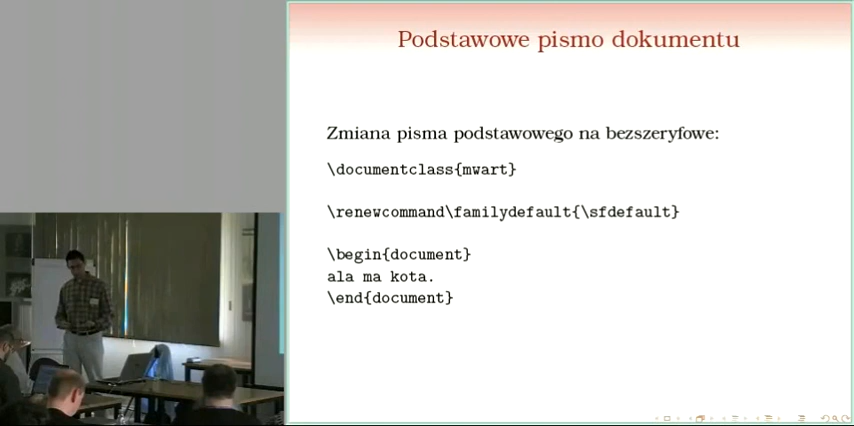 Podstawowe pismo dokumentu
Zmiana pisma podstawowego na bezszeryfowe:
\documentclass{mwart}
\renewcommand\familydefault{\sfdefault}
\begin{document}
ala ma kota.
\end{document}